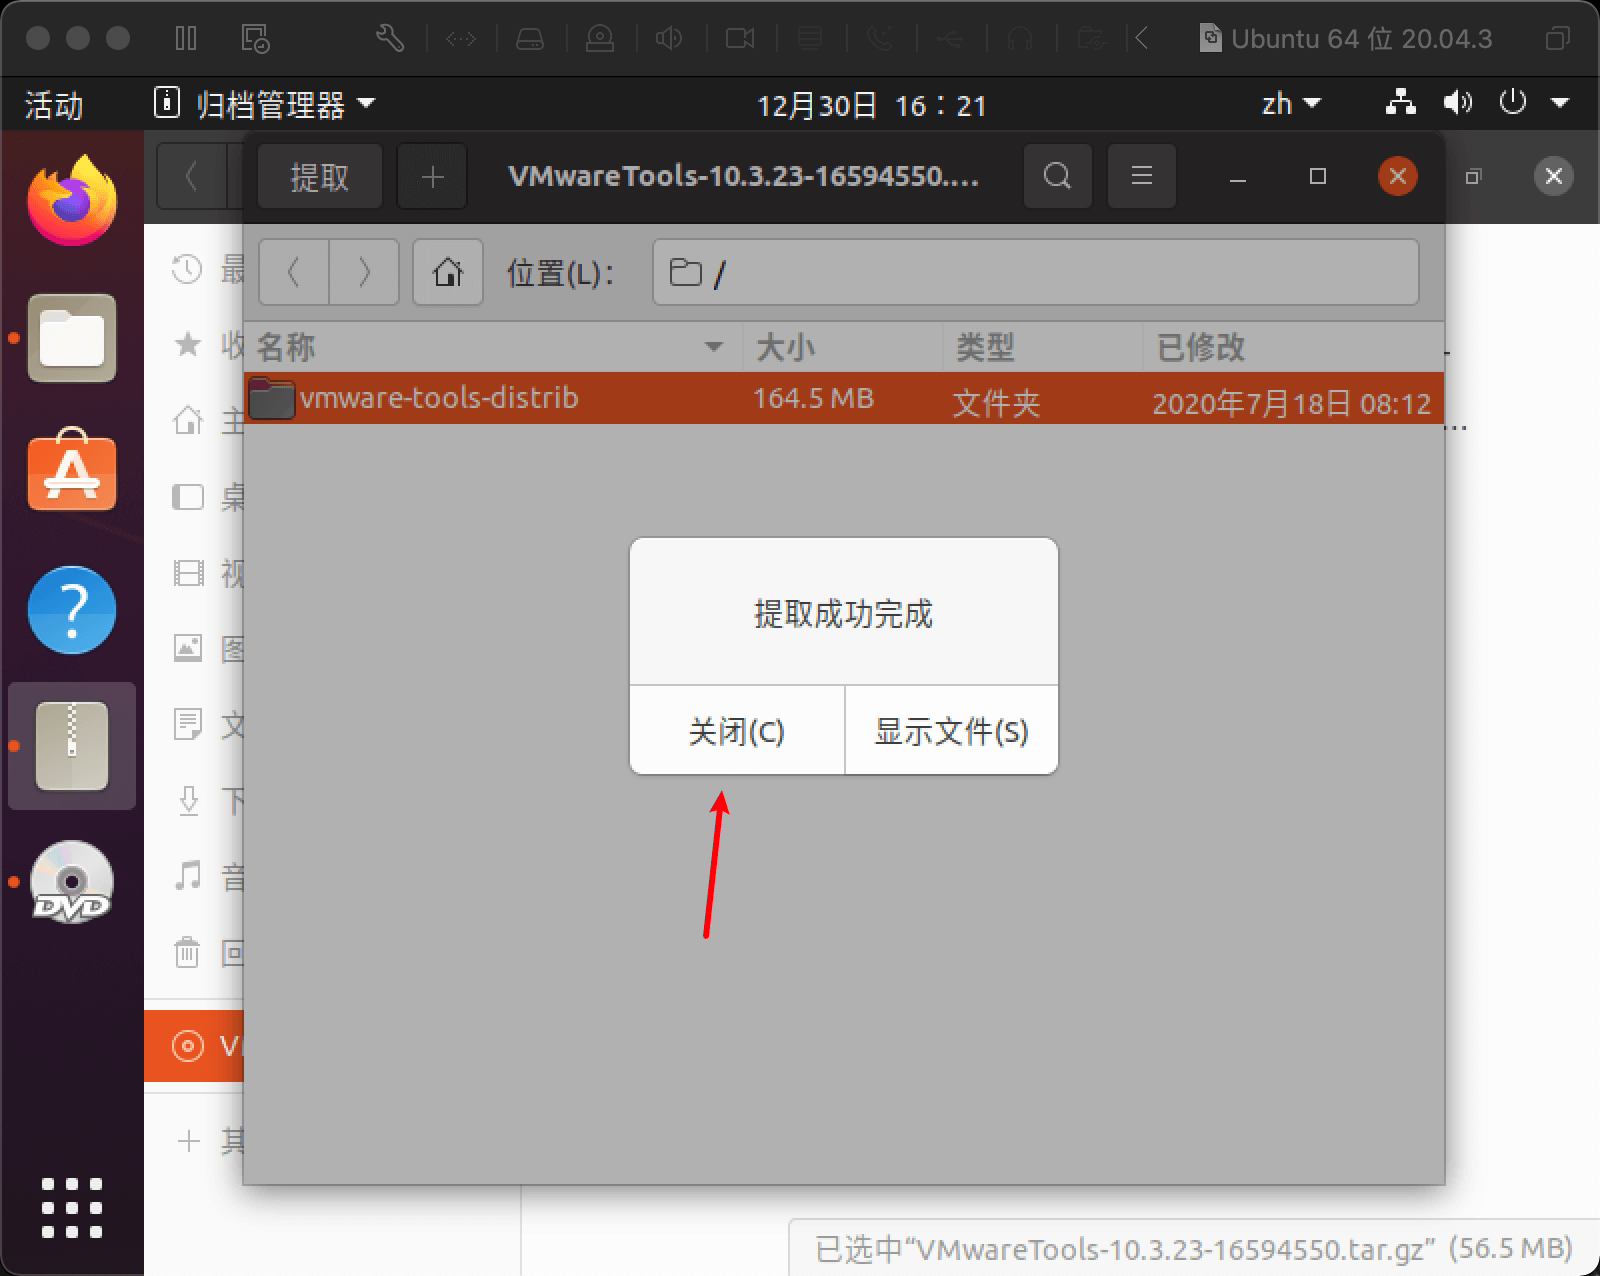 Ubuntu 64 位 20.04.3
活动
归档管理器
12月30日 16：21
zh
提取
VMwareTools-10.3.23-16594550.…
位置(L)：
/
名称
大小
类型
已修改
vmware-tools-distrib
164.5 MB
文件夹
2020年7月18日 08:12
提取成功完成
关闭(C)
显示文件(S)
最
收
主
桌
视
图
文
下
音
回
其
DVD
已选中“VMwareTools-10.3.23-16594550.tar.gz” (56.5 MB)